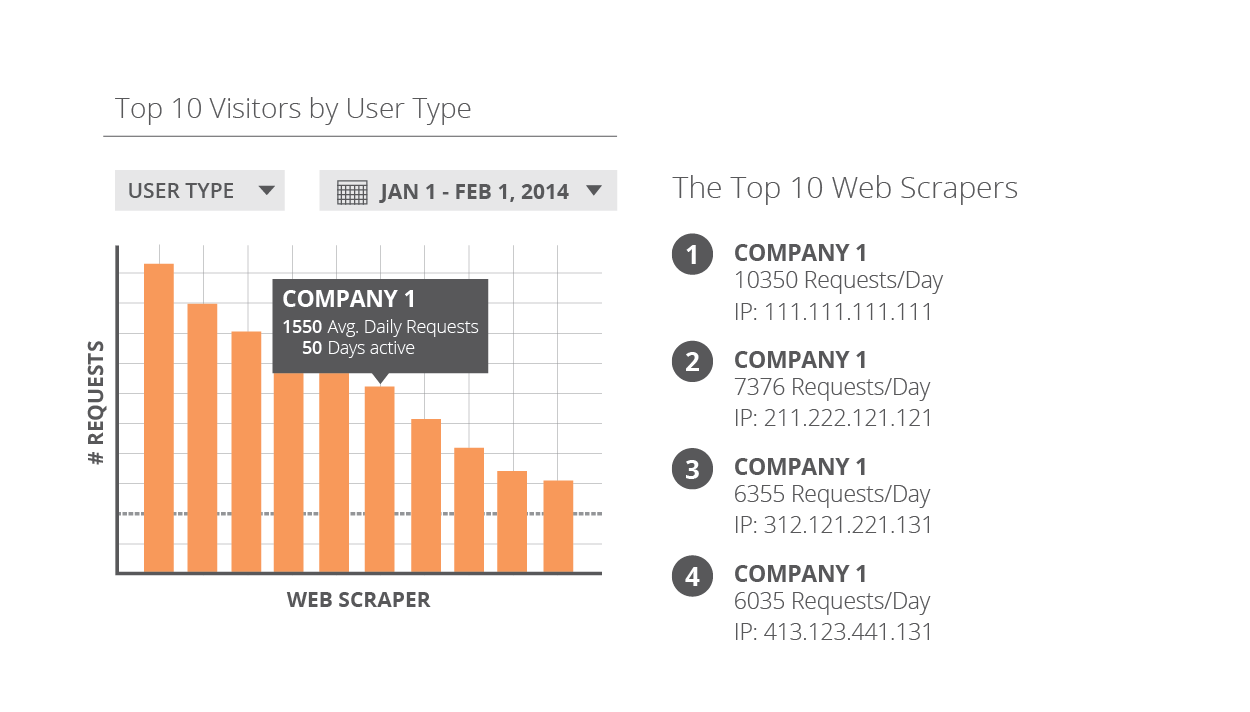 Top 10 Visitors by User Type
USER TYPE
JAN 1 - FEB 1, 2014
# REQUESTS
COMPANY 1
1550 Avg. Daily Requests
50 Days active
WEB SCRAPER
The Top 10 Web Scrapers
1
COMPANY 1
10350 Requests/Day
IP: 111.111.111.111
2
COMPANY 1
7376 Requests/Day
IP: 211.222.121.121
3
COMPANY 1
6355 Requests/Day
IP: 312.121.221.131
4
COMPANY 1
6035 Requests/Day
IP: 413.123.441.131